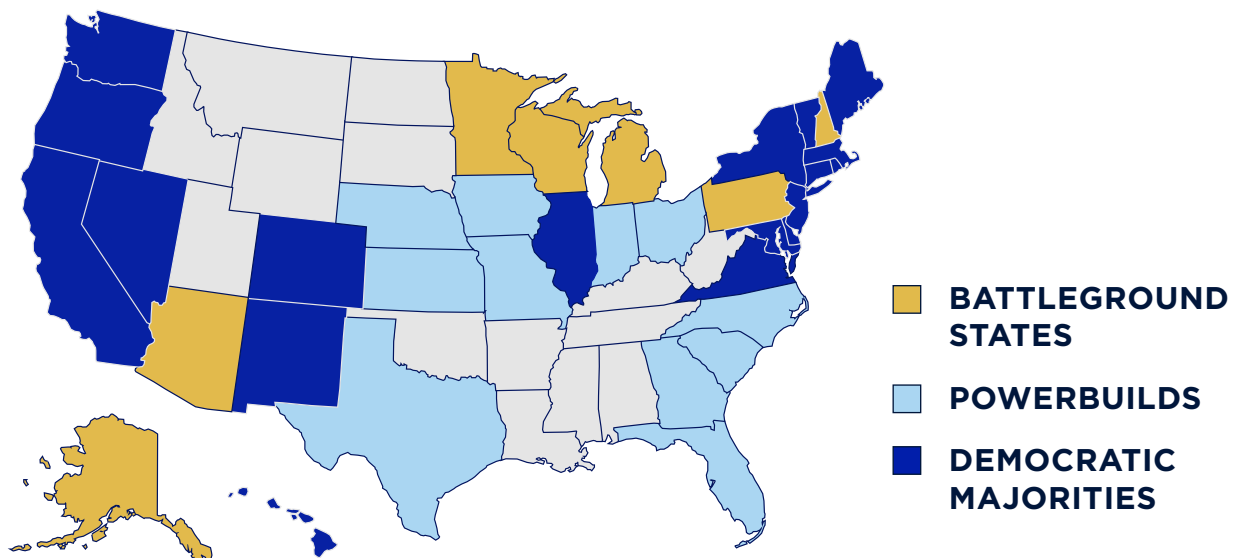 BATTLEGROUND
STATES
POWERBUILDS
DEMOCRATIC
MAJORITIES